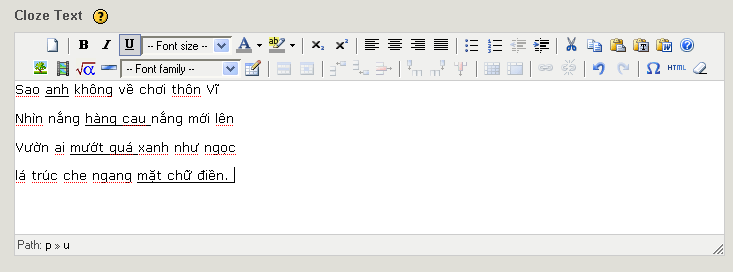 Cloze Text ?
B I U -- Font size -- A ab x₂ x² ?
√α -- Font family -- Ω HTML
Sao anh không về chơi thôn Vĩ
Nhìn nắng hàng cau nắng mới lên
Vườn ai mướt quá xanh như ngọc
lá trúc che ngang mặt chữ điền.
Path: p » u